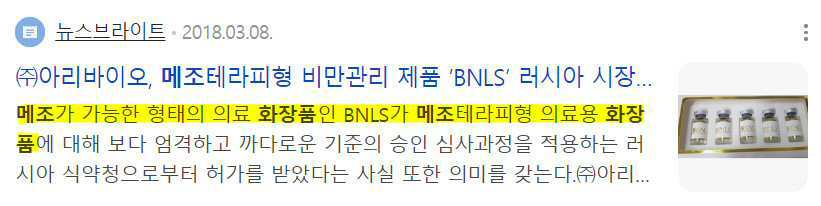 뉴스브라이트 · 2018.03.08.
㈜아리바이오, 메조테라피형 비만관리 제품 ‘BNLS’ 러시아 시장...
메조가 가능한 형태의 의료 화장품인 BNLS가 메조테라피형 의료용 화장
품에 대해 보다 엄격하고 까다로운 기준의 승인 심사과정을 적용하는 러
시아 식약청으로부터 허가를 받았다는 사실 또한 의미를 갖는다.㈜아리...